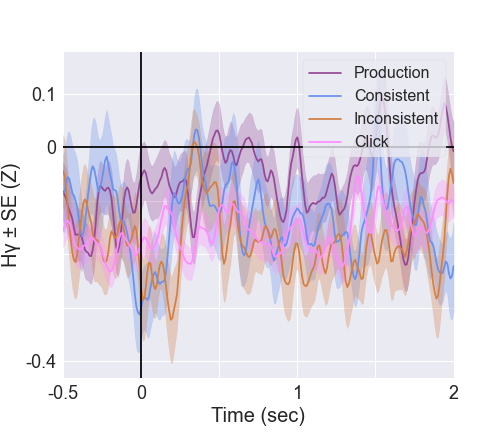 Production
Consistent
Inconsistent
Click
0.1
0
-0.4
Hγ ± SE (Z)
-0.5 0 1 2
Time (sec)